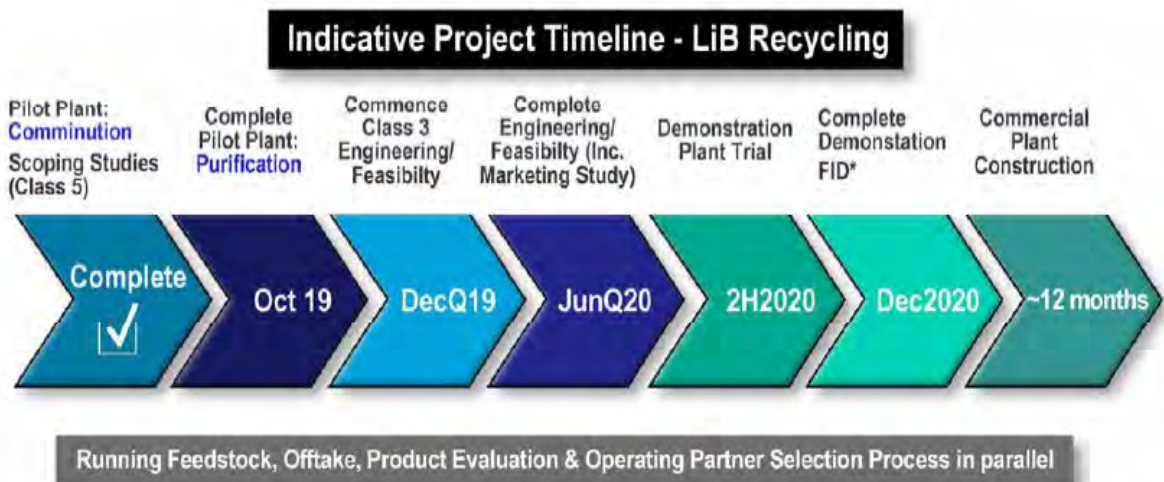 Indicative Project Timeline - LiB Recycling
Pilot Plant:
Comminution
Scoping Studies
(Class 5)
Complete
Pilot Plant:
Purification
Commence
Class 3
Engineering/
Feasibilty
Complete
Engineering/
Feasibilty (Inc.
Marketing Study)
Demonstration
Plant Trial
Complete
Demonstation
FID*
Commercial
Plant
Construction
Complete
Oct 19
DecQ19
JunQ20
2H2020
Dec2020
~12 months
Running Feedstock, Offtake, Product Evaluation & Operating Partner Selection Process in parallel